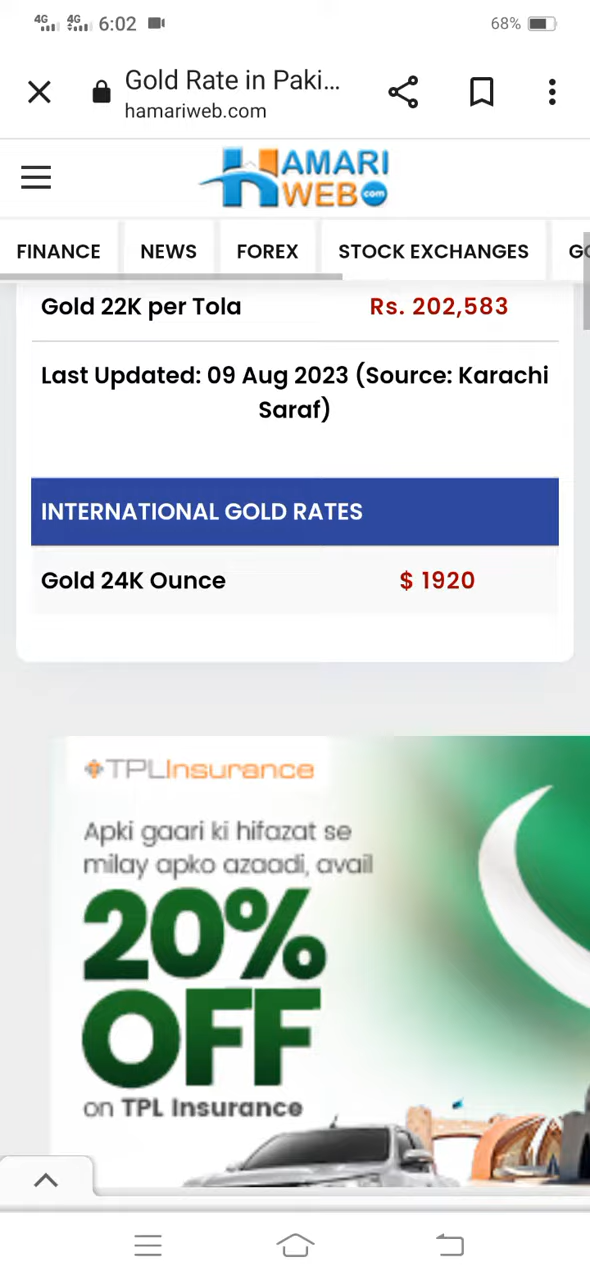 4G 4G 6:02 68%
Gold Rate in Paki...
hamariweb.com
HAMARI
WEB.com
FINANCE NEWS FOREX STOCK EXCHANGES GO
Gold 22K per Tola Rs. 202,583
Last Updated: 09 Aug 2023 (Source: Karachi
Saraf)
INTERNATIONAL GOLD RATES
Gold 24K Ounce $ 1920
TPLInsurance
Apki gaari ki hifazat se
milay apko azaadi, avail
20%
OFF
on TPL Insurance